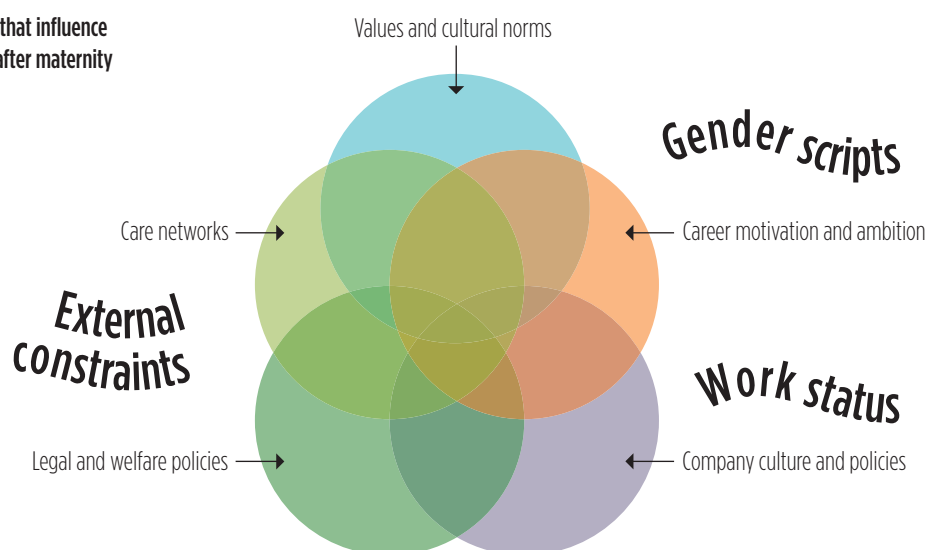 that influence
after maternity
Values and cultural norms
Gender scripts
Care networks
Career motivation and ambition
External
constraints
Work status
Legal and welfare policies
Company culture and policies